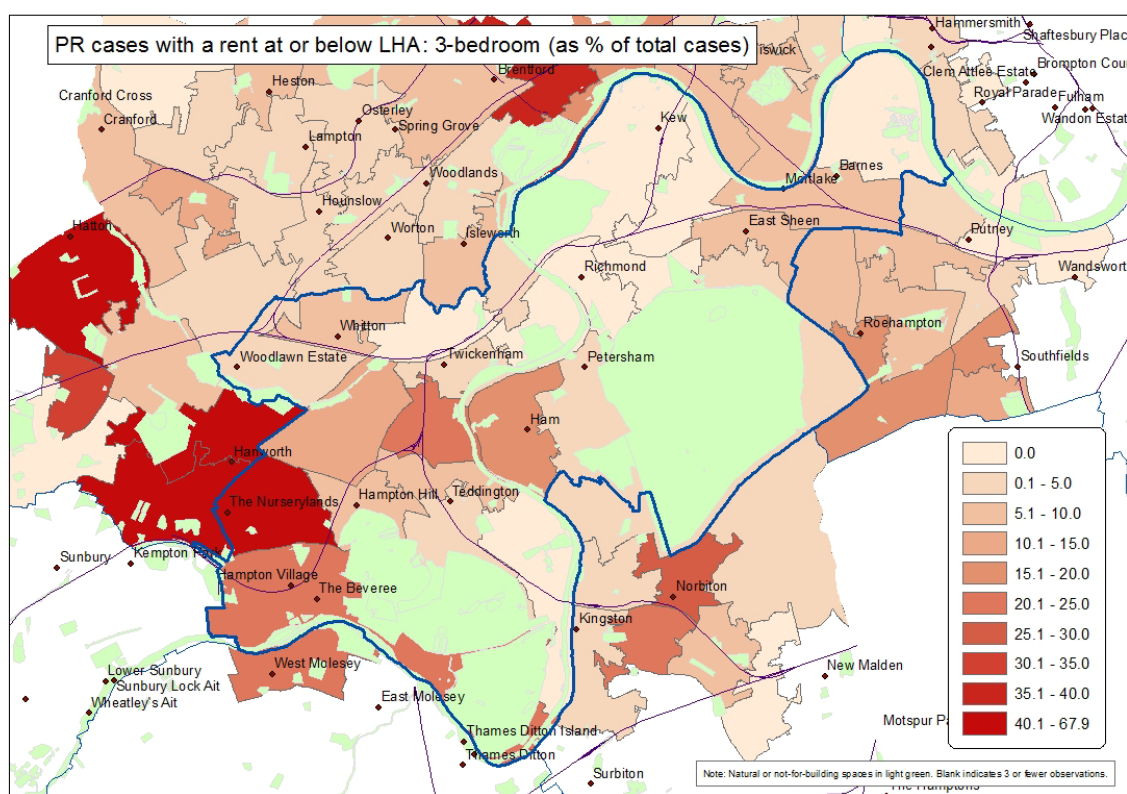 PR cases with a rent at or below LHA: 3-bedroom (as % of total cases)
Hammersmith
Shaftesbury Plac
Brentford
Heston
Clem Attlee Estate
Brompton Cour
Royal Parade
Fulham
Cranford Cross
Osterley
Wandon Estate
Cranford
Spring Grove
Kew
Lampton
Woodlands
Barnes
Mortlake
Hounslow
Hatton
Worton
Isleworth
East Sheen
Putney
Richmond
Wandswort
Whitton
Roehampton
Woodlawn Estate
Twickenham
Petersham
Southfields
Ham
Hanworth
The Nurserylands
Hampton Hill
Teddington
Sunbury
Kempton Park
Hampton Village
The Beveree
Norbiton
Kingston
Lower Sunbury
Sunbury Lock Ait
West Molesey
New Malden
Wheatley's Ait
East Molesey
Motspur Pa
Thames Ditton Island
Thames Ditton
Surbiton
The Hamptons
0.0
0.1 - 5.0
5.1 - 10.0
10.1 - 15.0
15.1 - 20.0
20.1 - 25.0
25.1 - 30.0
30.1 - 35.0
35.1 - 40.0
40.1 - 67.9
Note: Natural or not-for-building spaces in light green. Blank indicates 3 or fewer observations.